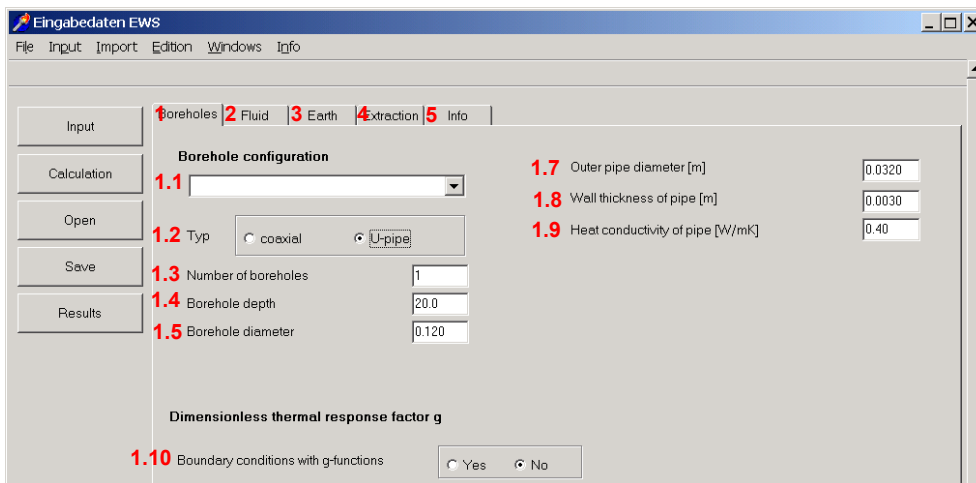 Eingabedaten EWS
File Input Import Edition Windows Info
Input
Calculation
Open
Save
Results
1 Boreholes 2 Fluid 3 Earth 4 Extraction 5 Info
Borehole configuration
1.1
1.2 Typ coaxial U-pipe
1.3 Number of boreholes 1
1.4 Borehole depth 20.0
1.5 Borehole diameter 0.120
1.7 Outer pipe diameter [m] 0.0320
1.8 Wall thickness of pipe [m] 0.0030
1.9 Heat conductivity of pipe [W/mK] 0.40
Dimensionless thermal response factor g
1.10 Boundary conditions with g-functions Yes No